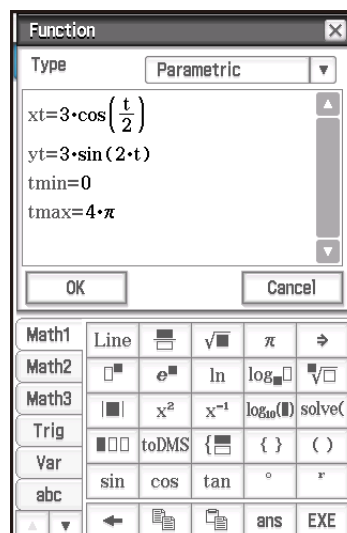 Function
Type Parametric ▼
xt=3·cos(t/2)
yt=3·sin(2·t)
tmin=0
tmax=4·π
OK Cancel
Math1 Line √■ π ⇒
Math2 □■ e■ ln log■□ ■√□
Math3 |■| x² x⁻¹ log₁₀(■) solve(
Trig ■□□ toDMS { { } ( )
Var sin cos tan ° r
abc ← ans EXE